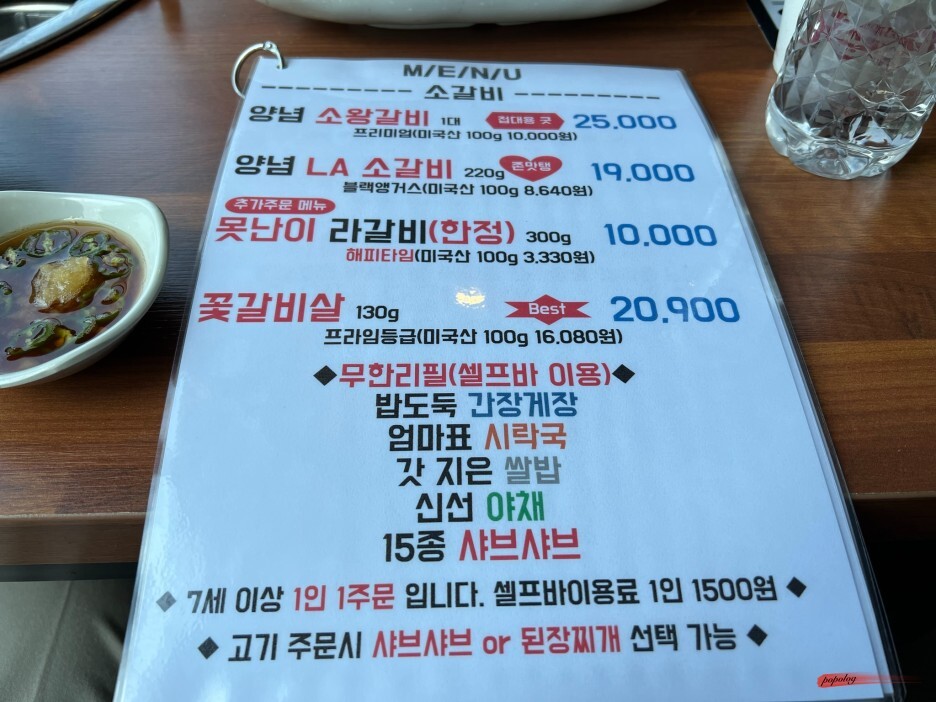 M/E/N/U
소갈비
양념 소왕갈비 1대 접대용 굿 25.000
프리미엄(미국산 100g 10.000원)
양념 LA 소갈비 220g 존맛탱 19.000
블랙앵거스(미국산 100g 8.640원)
추가주문 메뉴
못난이 라갈비(한정) 300g 10.000
해피타임(미국산 100g 3.330원)
꽃갈비살 130g Best 20.900
프라임등급(미국산 100g 16.080원)
◆무한리필(셀프바 이용)◆
밥도둑 간장게장
엄마표 시락국
갓 지은 쌀밥
신선 야채
15종 샤브샤브
◆ 7세 이상 1인 1주문 입니다. 셀프바이용료 1인 1500원 ◆
◆ 고기 주문시 샤브샤브 or 된장찌개 선택 가능 ◆
popolog